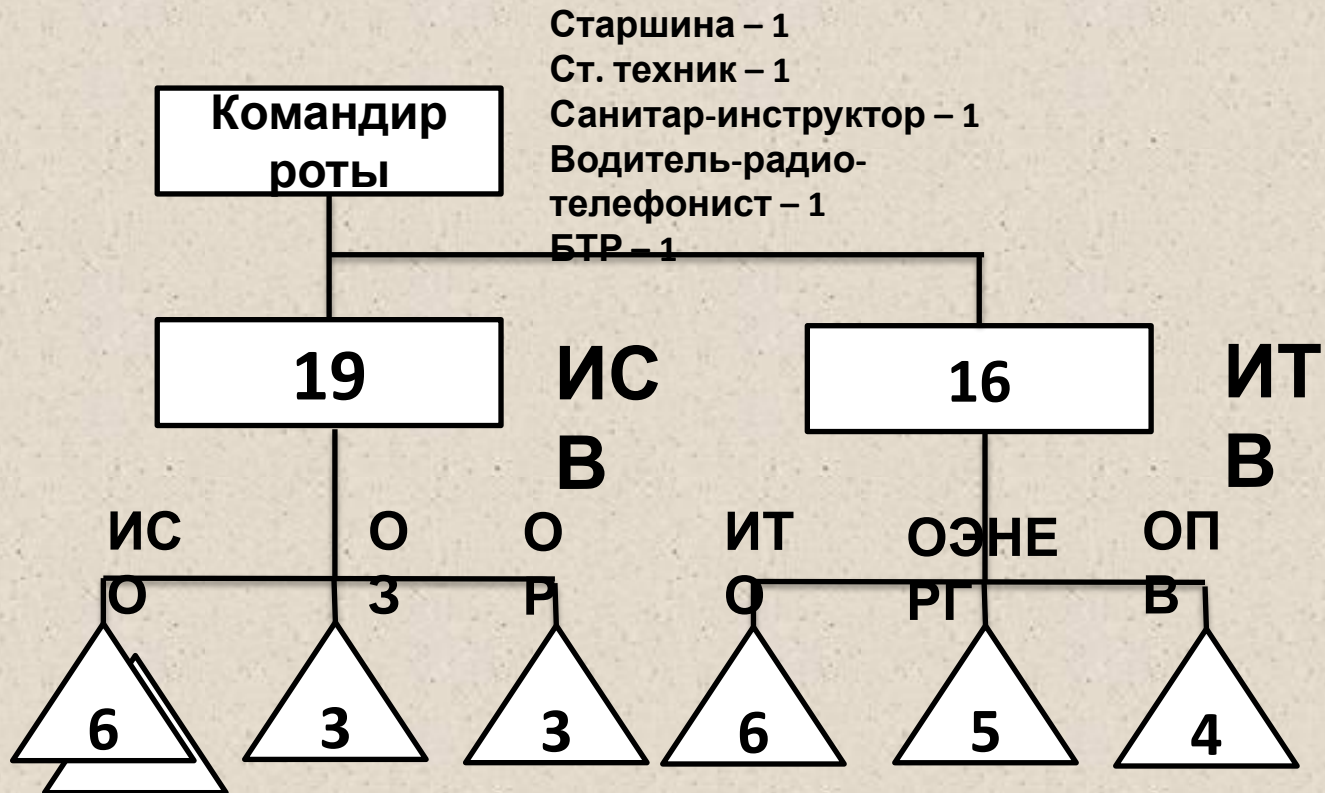 Старшина – 1
Ст. техник – 1
Санитар-инструктор – 1
Водитель-радио-
телефонист – 1
БТР – 1
Командир
роты
19
ИС
В
16
ИТ
В
ИС
О
О
З
О
Р
ИТ
О
ОЭНЕ
РГ
ОП
В
6
3
3
6
5
4